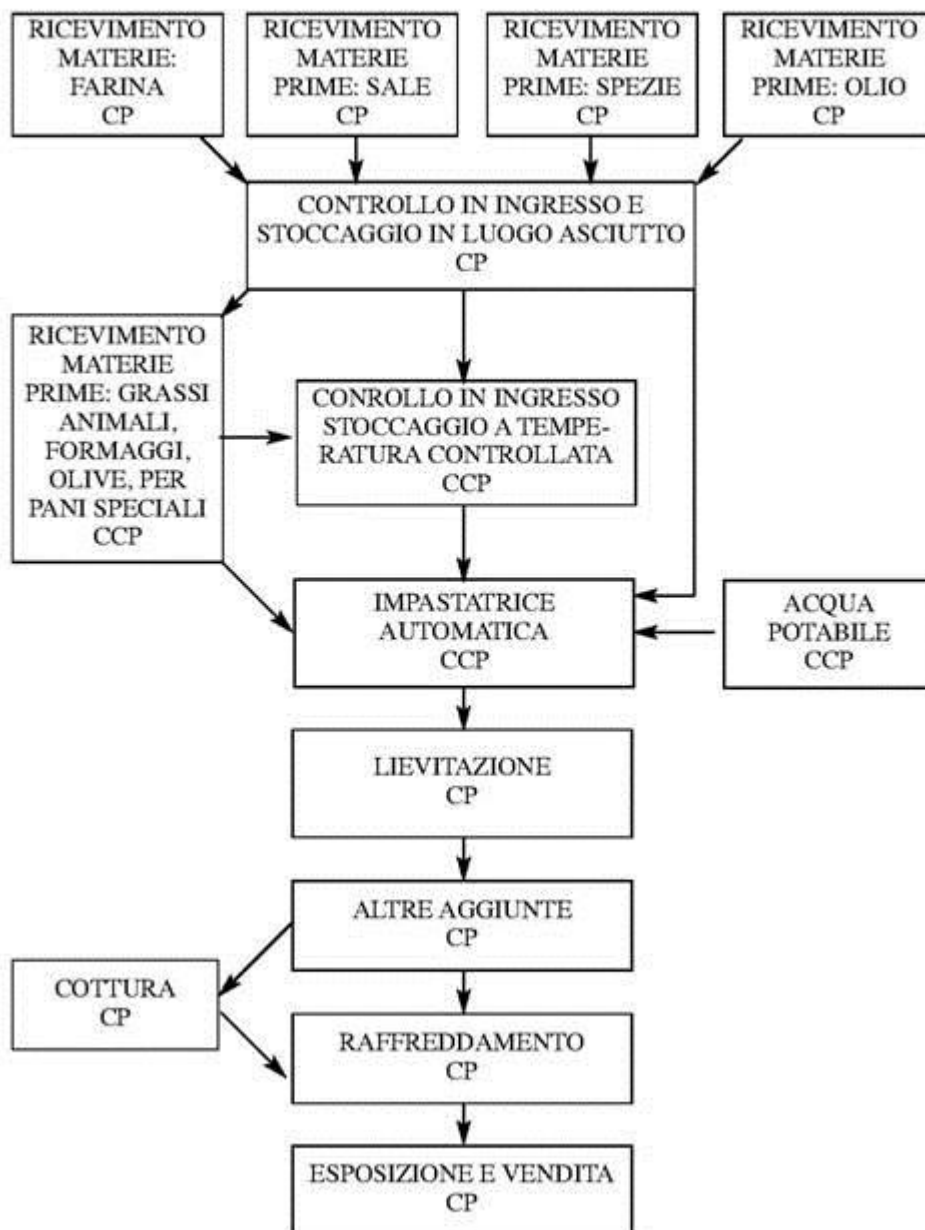 RICEVIMENTO
MATERIE:
FARINA
CP
RICEVIMENTO
MATERIE
PRIME: SALE
CP
RICEVIMENTO
MATERIE
PRIME: SPEZIE
CP
RICEVIMENTO
MATERIE
PRIME: OLIO
CP
CONTROLLO IN INGRESSO E
STOCCAGGIO IN LUOGO ASCIUTTO
CP
RICEVIMENTO
MATERIE
PRIME: GRASSI
ANIMALI,
FORMAGGI,
OLIVE, PER
PANI SPECIALI
CCP
CONROLLO IN INGRESSO
STOCCAGGIO A TEMPE-
RATURA CONTROLLATA
CCP
IMPASTATRICE
AUTOMATICA
CCP
ACQUA
POTABILE
CCP
LIEVITAZIONE
CP
ALTRE AGGIUNTE
CP
COTTURA
CP
RAFFREDDAMENTO
CP
ESPOSIZIONE E VENDITA
CP